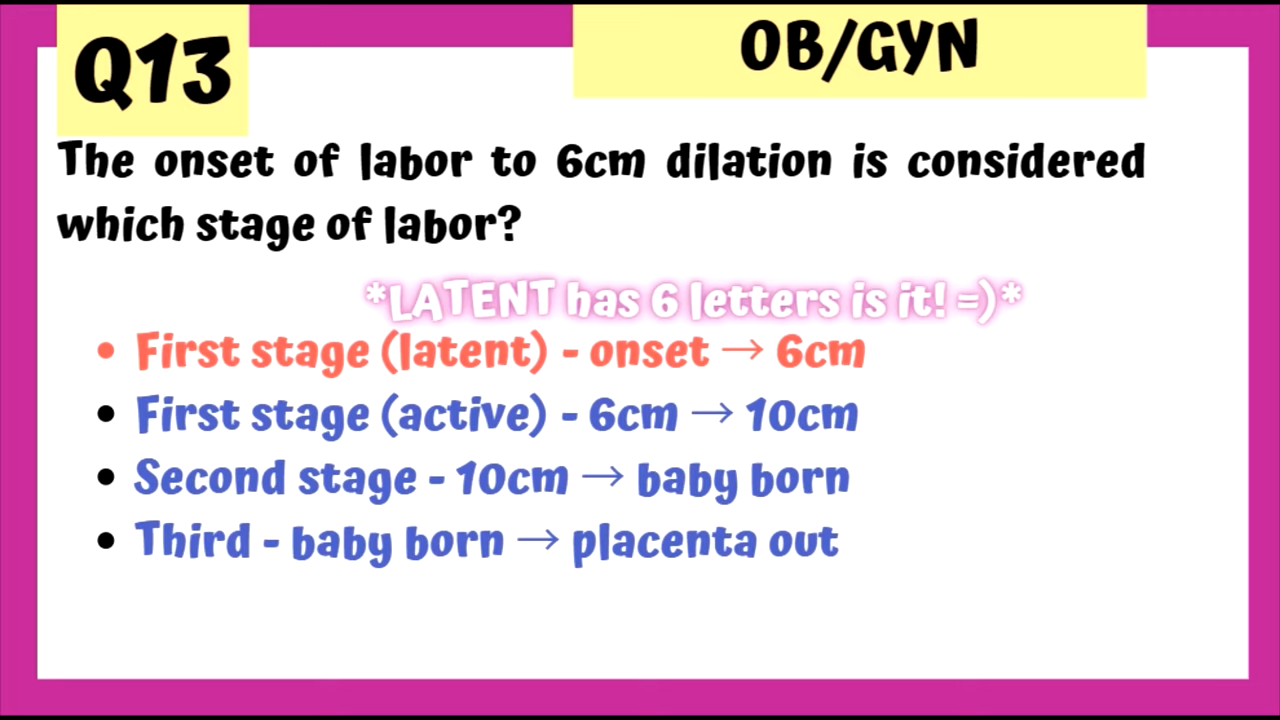 Q13
OB/GYN
The onset of labor to 6cm dilation is considered
which stage of labor?
*LATENT has 6 letters is it! =)*
• First stage (latent) - onset → 6cm
• First stage (active) - 6cm → 10cm
• Second stage - 10cm → baby born
• Third - baby born → placenta out